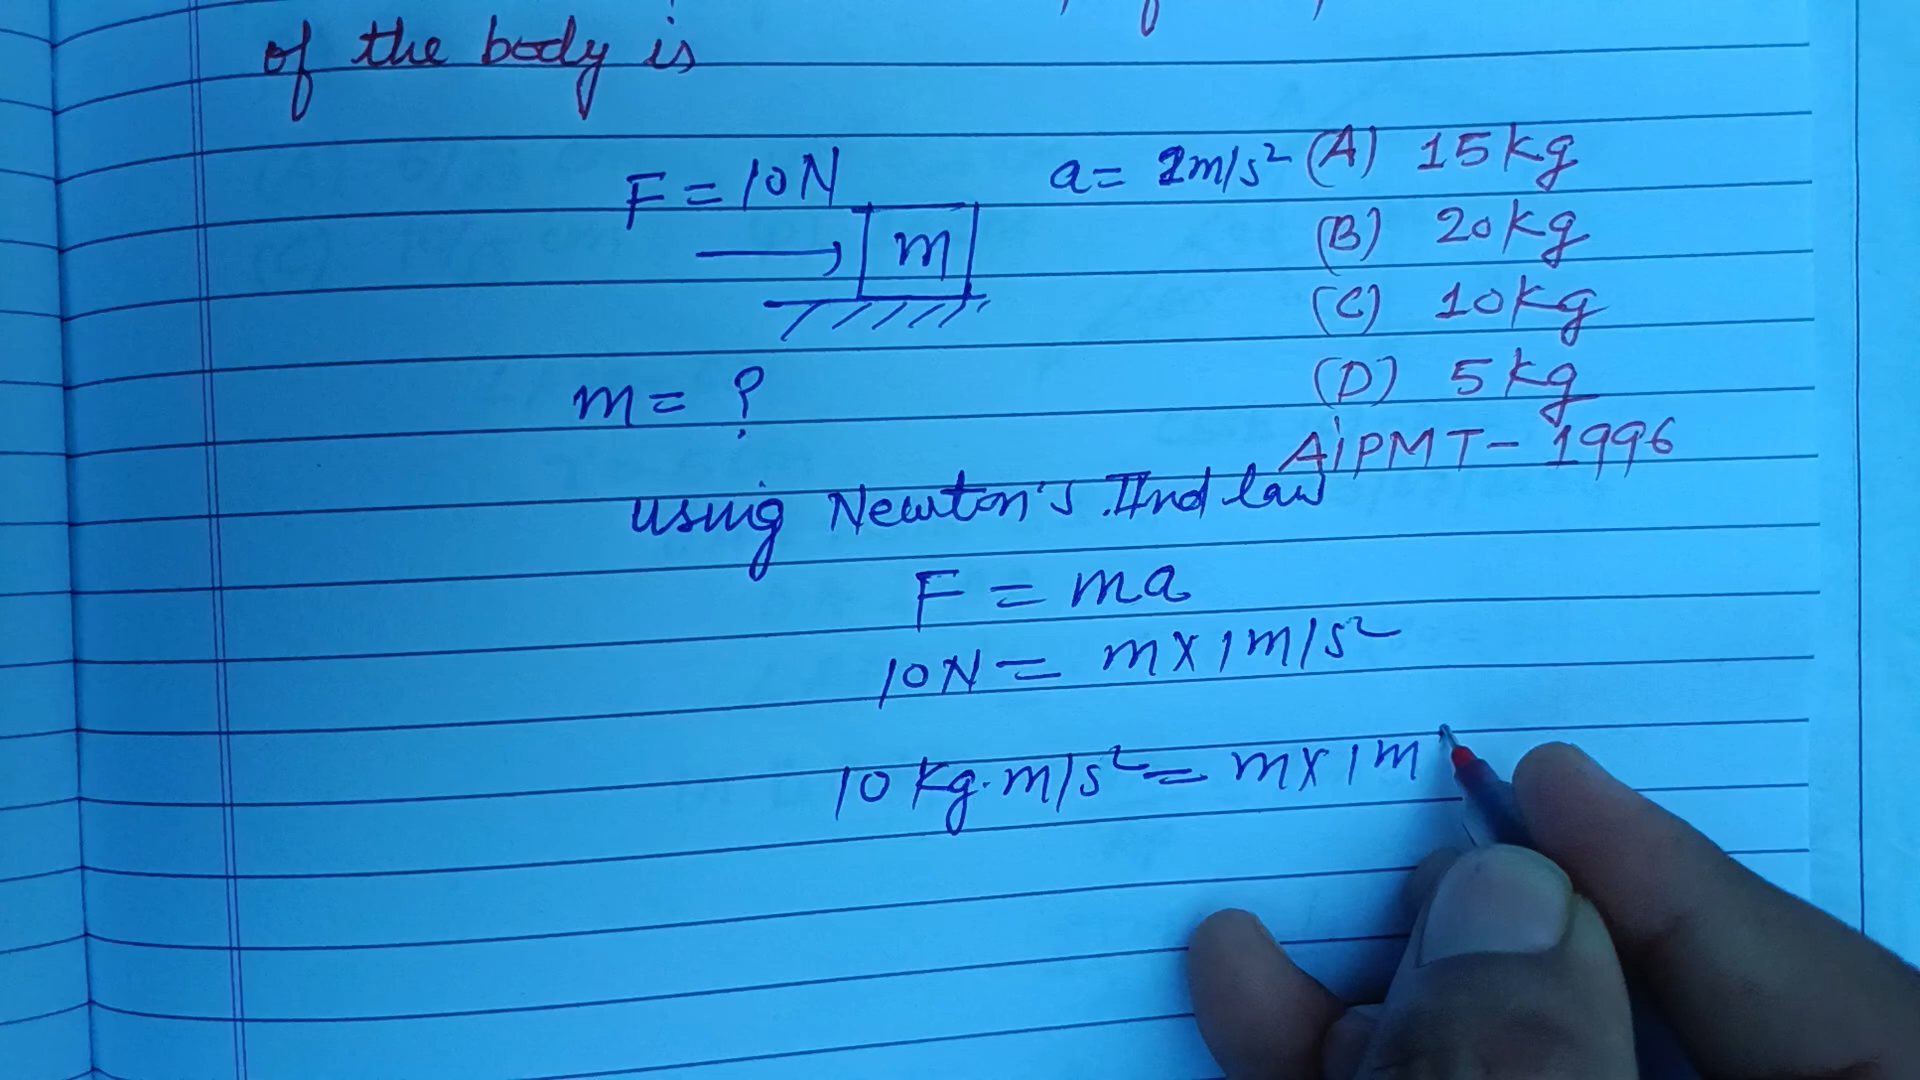 of the body is
F = 10N
a = 1m/s²
(A) 15kg
m
(B) 20kg
(C) 10kg
m = ?
(D) 5kg
AiPMT - 1996
using Newton's IInd law
F = ma
10N = m x 1m/s²
10 kg.m/s² = m x 1m